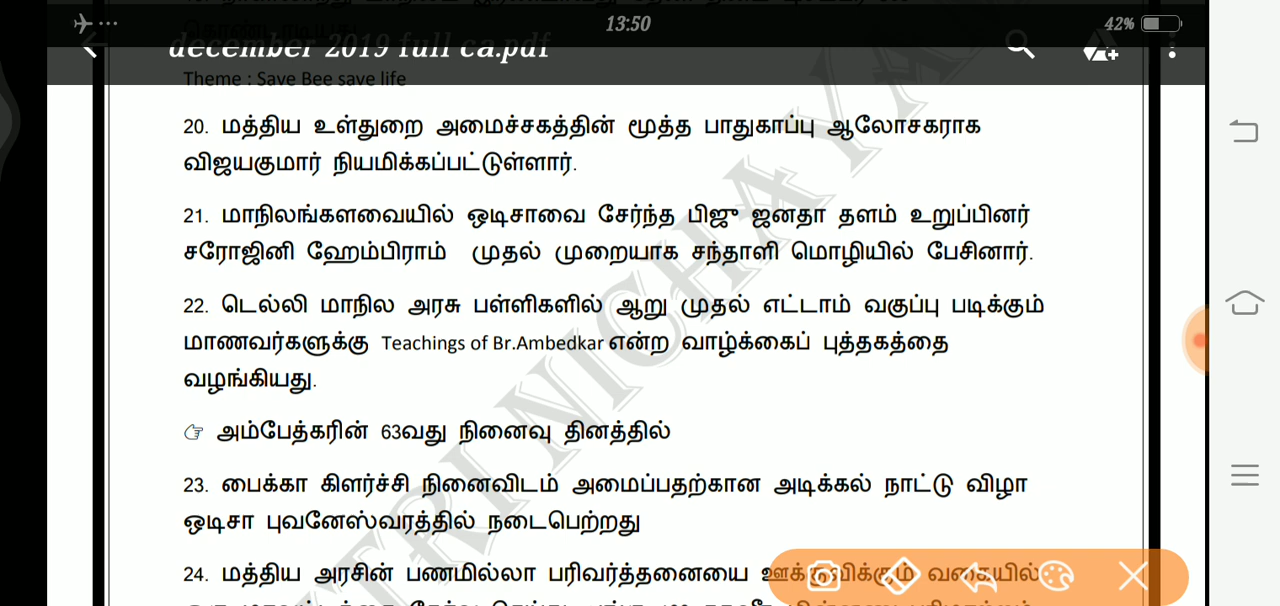 13:50
42%
december 2019 full ca.pdf
Theme : Save Bee save life
20. மத்திய உள்துறை அமைச்சகத்தின் மூத்த பாதுகாப்பு ஆலோசகராக
விஜயகுமார் நியமிக்கப்பட்டுள்ளார்.
21. மாநிலங்களவையில் ஒடிசாவை சேர்ந்த பிஜு ஜனதா தளம் உறுப்பினர்
சரோஜினி ஹேம்பிராம் முதல் முறையாக சந்தாளி மொழியில் பேசினார்.
22. டெல்லி மாநில அரசு பள்ளிகளில் ஆறு முதல் எட்டாம் வகுப்பு படிக்கும்
மாணவர்களுக்கு Teachings of Br.Ambedkar என்ற வாழ்க்கைப் புத்தகத்தை
வழங்கியது.
☞ அம்பேத்கரின் 63வது நினைவு தினத்தில்
23. பைக்கா கிளர்ச்சி நினைவிடம் அமைப்பதற்கான அடிக்கல் நாட்டு விழா
ஒடிசா புவனேஸ்வரத்தில் நடைபெற்றது
24. மத்திய அரசின் பணமில்லா பரிவர்த்தனையை ஊக்குவிக்கும் வகையில்